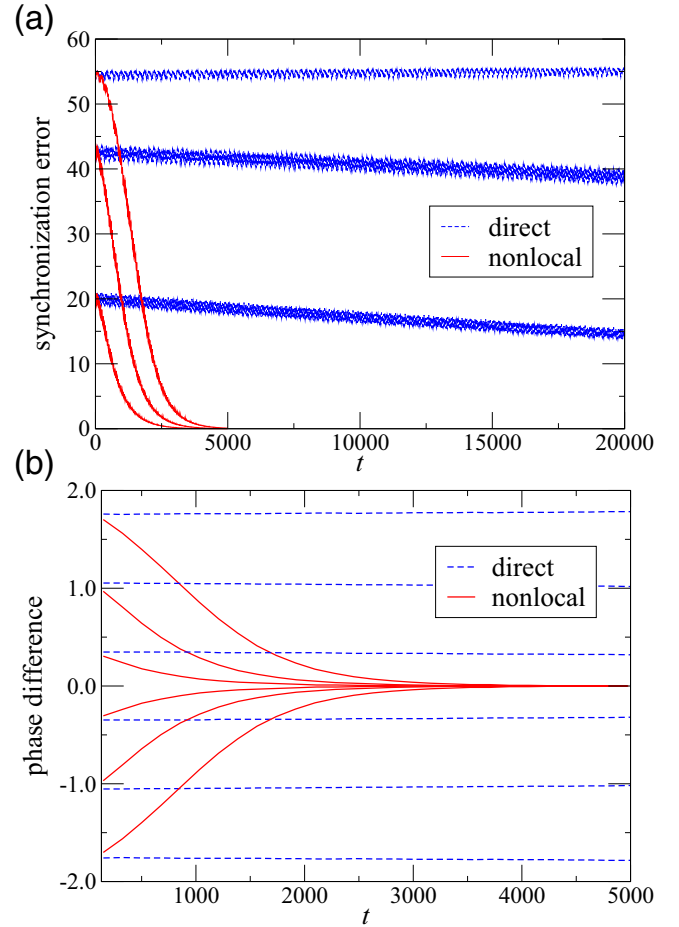 (a)
60
50
40
30
20
10
0
synchronization error
direct
nonlocal
0 5000 10000 15000 20000
t
(b)
2.0
1.0
0.0
-1.0
-2.0
phase difference
direct
nonlocal
1000 2000 3000 4000 5000
t